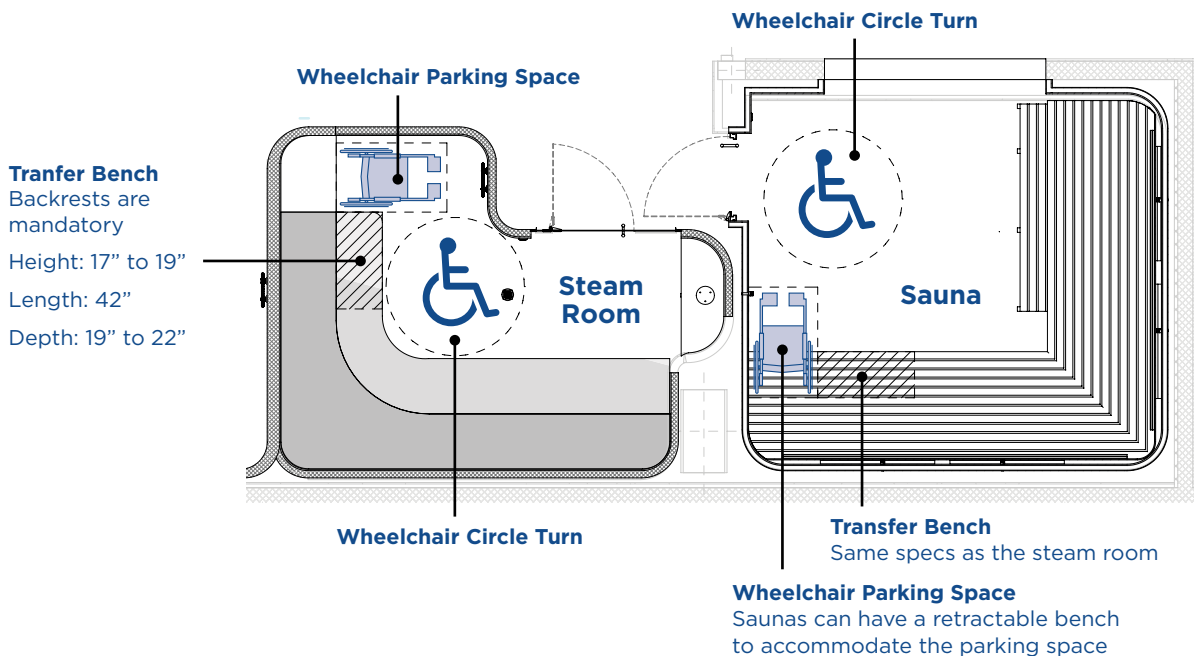 Wheelchair Circle Turn
Wheelchair Parking Space
Tranfer Bench
Backrests are
mandatory
Height: 17” to 19”
Length: 42”
Depth: 19” to 22”
Steam
Room
Sauna
Wheelchair Circle Turn
Transfer Bench
Same specs as the steam room
Wheelchair Parking Space
Saunas can have a retractable bench
to accommodate the parking space